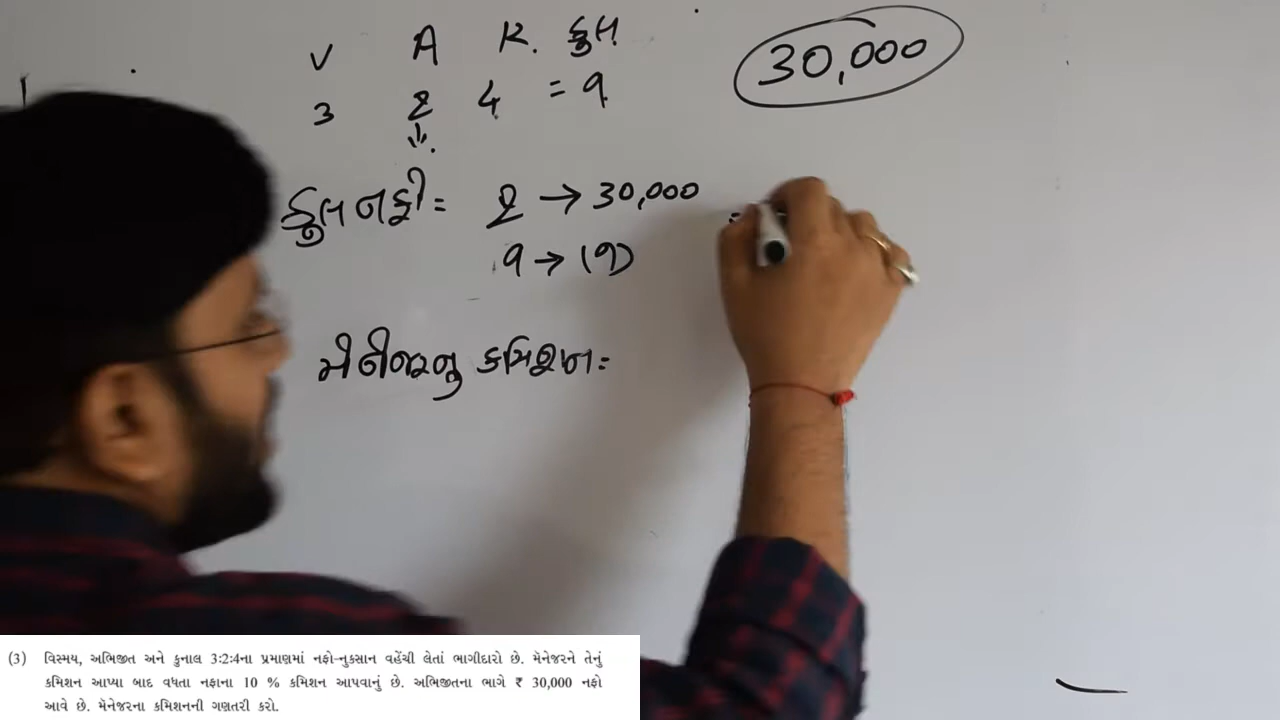 V A K. કુલ
3 2 4 = 9
30,000
કુલ નફો = 2 → 30,000
9 → (?)
મેનેજરનુ કમિશન =
(3) વિસ્મય, અભિજીત અને કુનાલ 3:2:4ના પ્રમાણમાં નફો-નુકસાન વહેંચી લેતાં ભાગીદારો છે. મૅનેજરને તેનું
કમિશન આપ્યા બાદ વધતા નફાના 10 % કમિશન આપવાનું છે. અભિજીતના ભાગે ₹ 30,000 નફો
આવે છે. મૅનેજરના કમિશનની ગણતરી કરો.